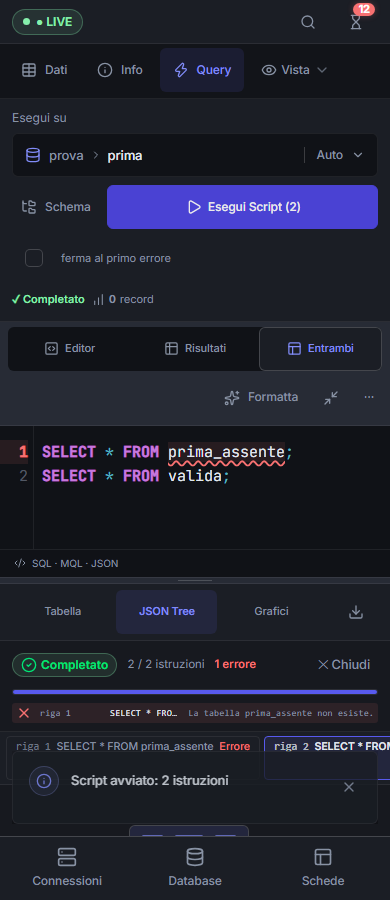 ● LIVE
12
Dati
Info
Query
Vista
Esegui su
prova › prima
Auto
Schema
Esegui Script (2)
ferma al primo errore
✓ Completato
0 record
Editor
Risultati
Entrambi
Formatta
...
1 SELECT * FROM prima_assente;
2 SELECT * FROM valida;
</> SQL · MQL · JSON
Tabella
JSON Tree
Grafici
Completato
2 / 2 istruzioni
1 errore
Chiudi
riga 1 SELECT * FRO… La tabella prima_assente non esiste.
riga 1 SELECT * FROM prima_assente Errore
riga 2 SELECT * FROM
Script avviato: 2 istruzioni
Connessioni
Database
Schede